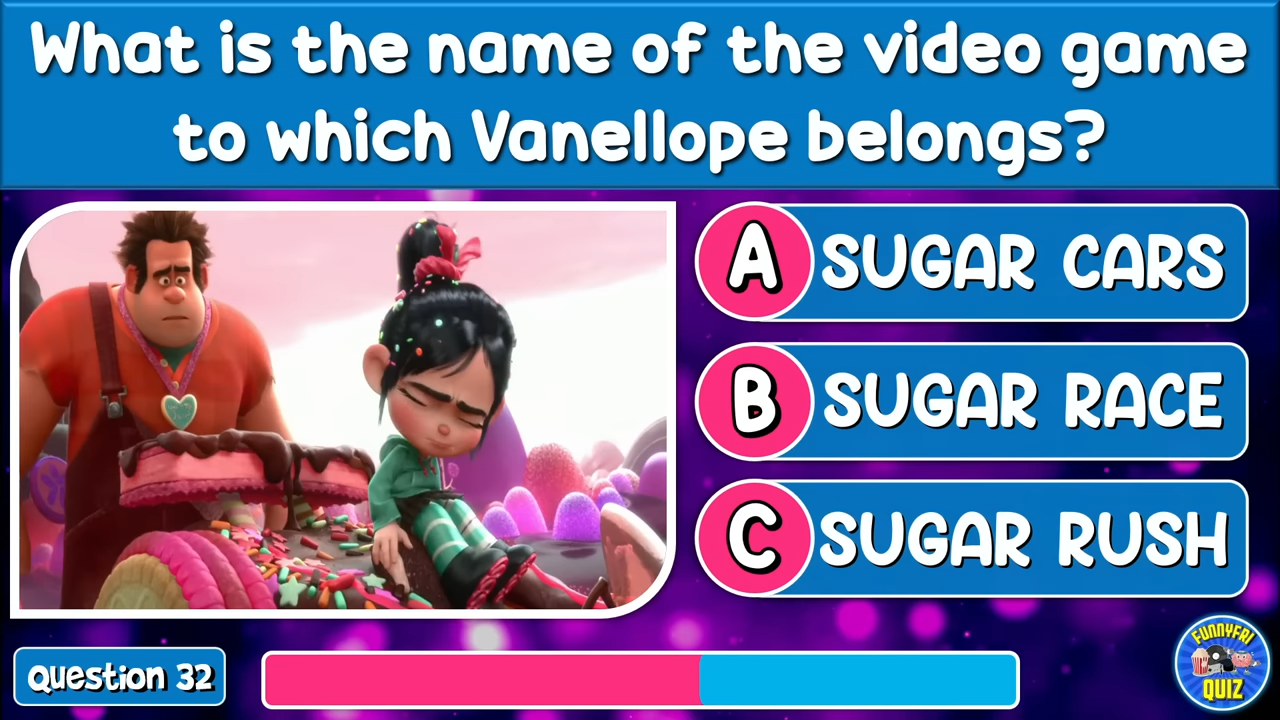 What is the name of the video game
to which Vanellope belongs?
A SUGAR CARS
B SUGAR RACE
C SUGAR RUSH
Question 32
FUNNYFRI
QUIZ